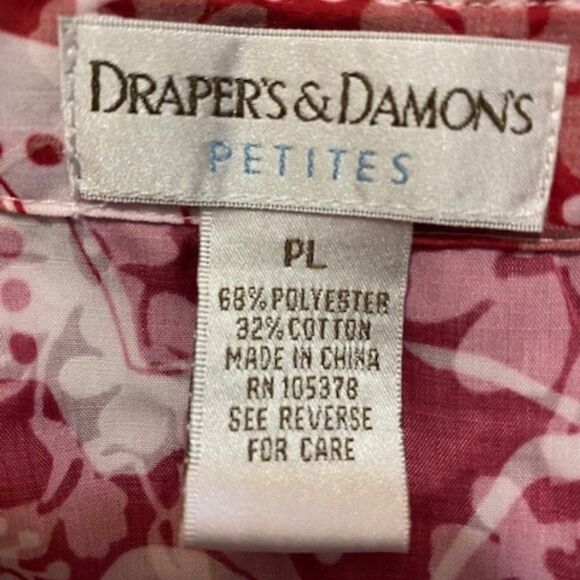 DRAPER'S & DAMON'S
PETITES
PL
68% POLYESTER
32% COTTON
MADE IN CHINA
RN 105378
SEE REVERSE
FOR CARE